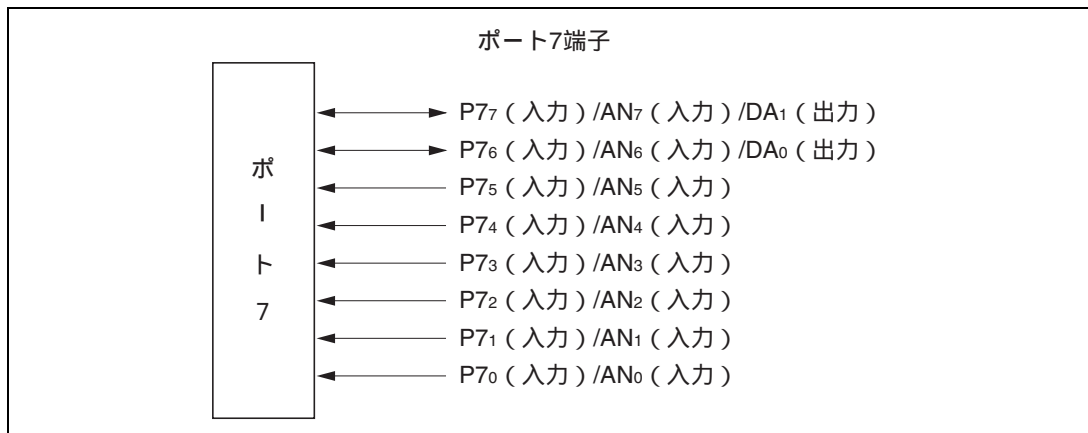 ポート7端子
ポート7
P77（入力）/AN7（入力）/DA1（出力）
P76（入力）/AN6（入力）/DA0（出力）
P75（入力）/AN5（入力）
P74（入力）/AN4（入力）
P73（入力）/AN3（入力）
P72（入力）/AN2（入力）
P71（入力）/AN1（入力）
P70（入力）/AN0（入力）